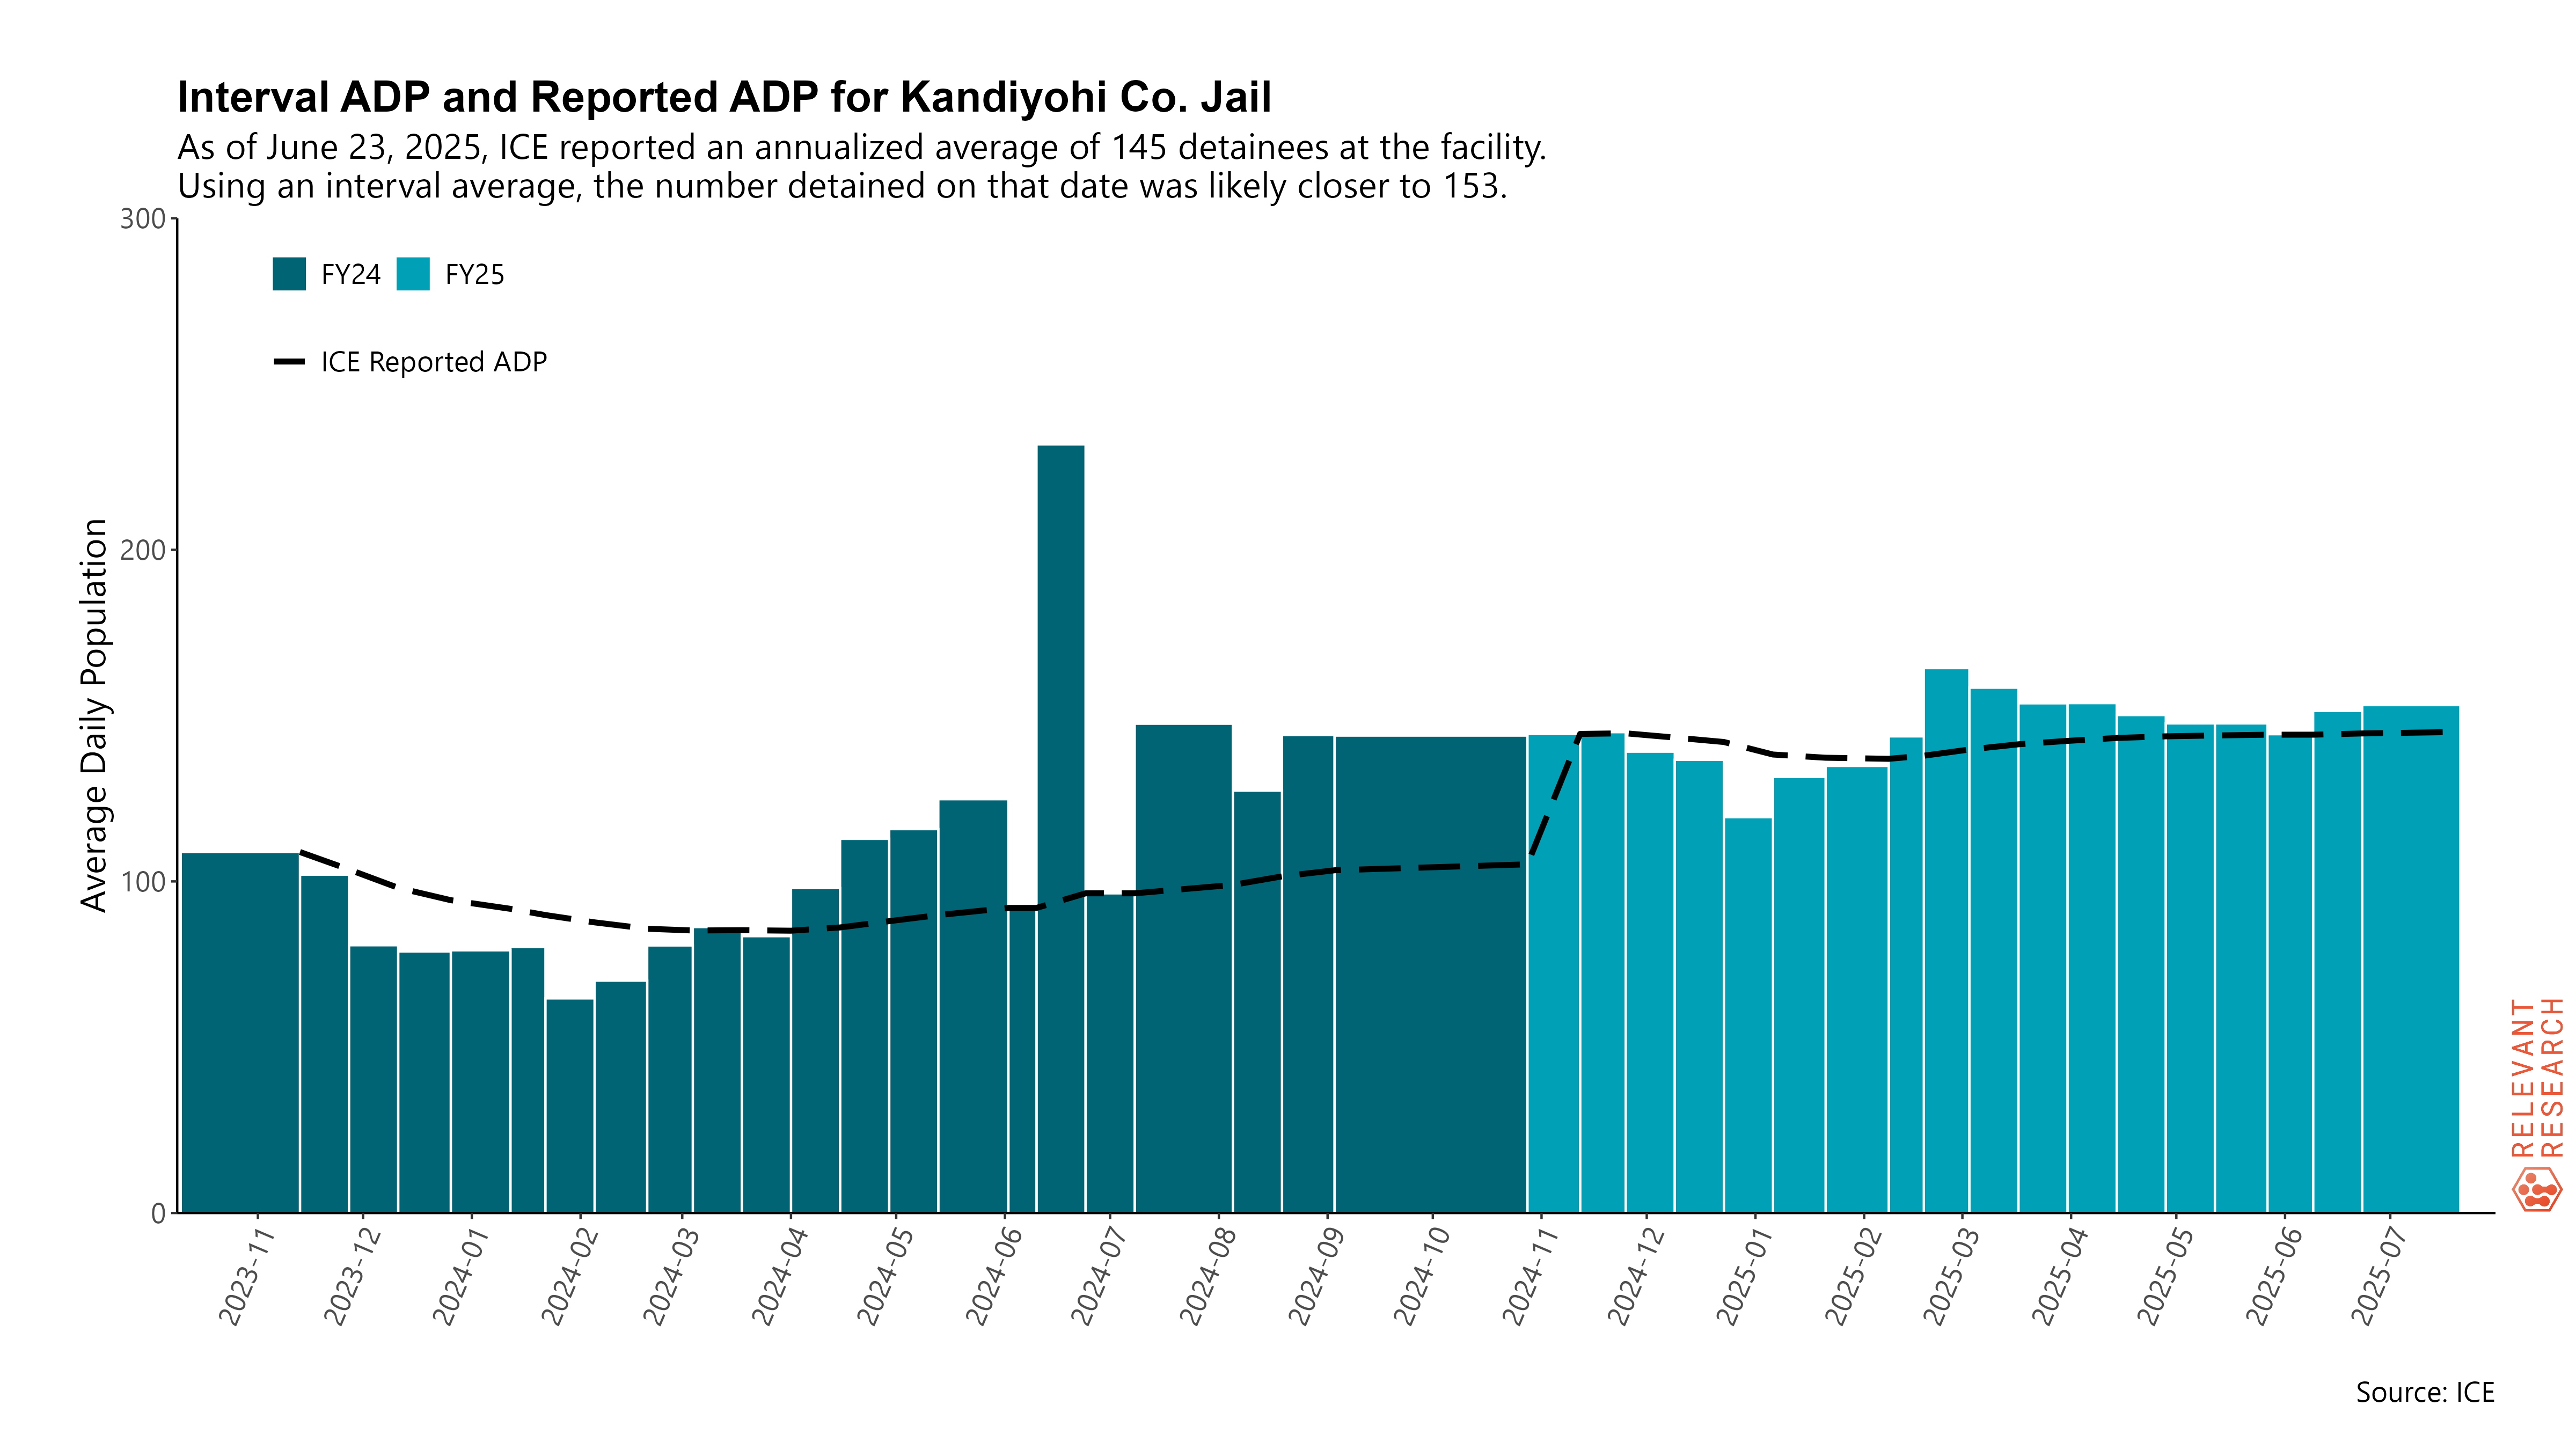 Interval ADP and Reported ADP for Kandiyohi Co. Jail
As of June 23, 2025, ICE reported an annualized average of 145 detainees at the facility.
Using an interval average, the number detained on that date was likely closer to 153.
300
200
100
0
Average Daily Population
FY24
FY25
ICE Reported ADP
2023-11
2023-12
2024-01
2024-02
2024-03
2024-04
2024-05
2024-06
2024-07
2024-08
2024-09
2024-10
2024-11
2024-12
2025-01
2025-02
2025-03
2025-04
2025-05
2025-06
2025-07
RELEVANT
RESEARCH
Source: ICE